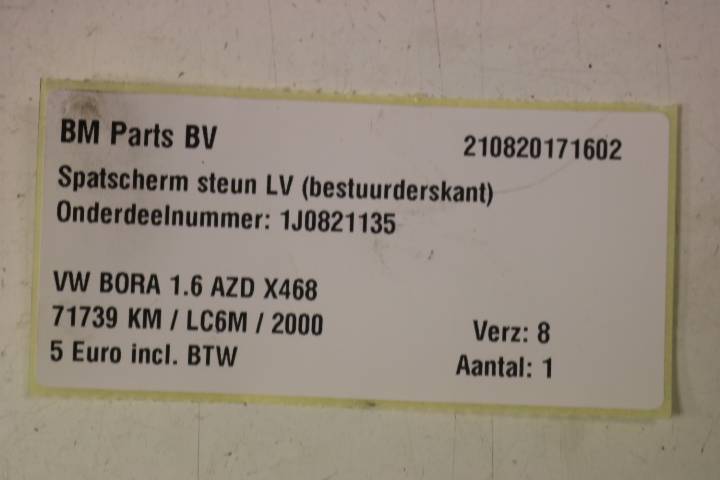 BM Parts BV 210820171602
Spatscherm steun LV (bestuurderskant)
Onderdeelnummer: 1J0821135
VW BORA 1.6 AZD X468
71739 KM / LC6M / 2000 Verz: 8
5 Euro incl. BTW Aantal: 1